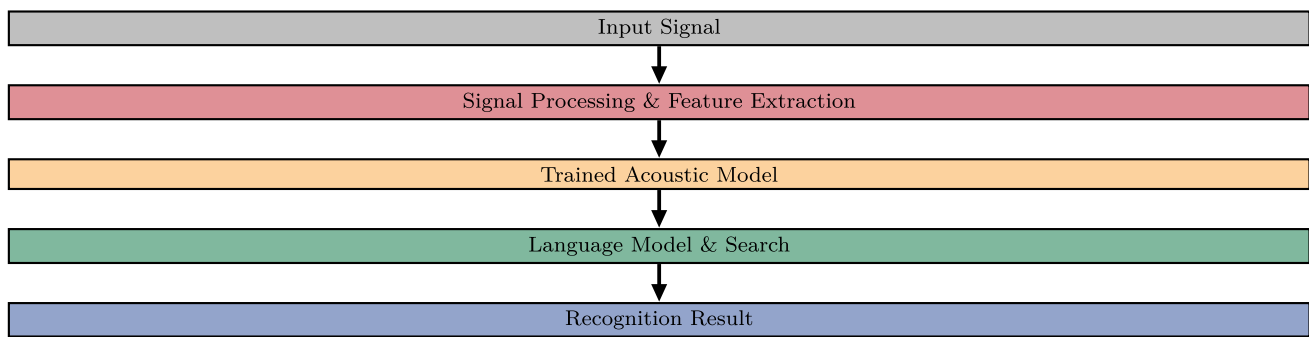 Input Signal
Signal Processing & Feature Extraction
Trained Acoustic Model
Language Model & Search
Recognition Result